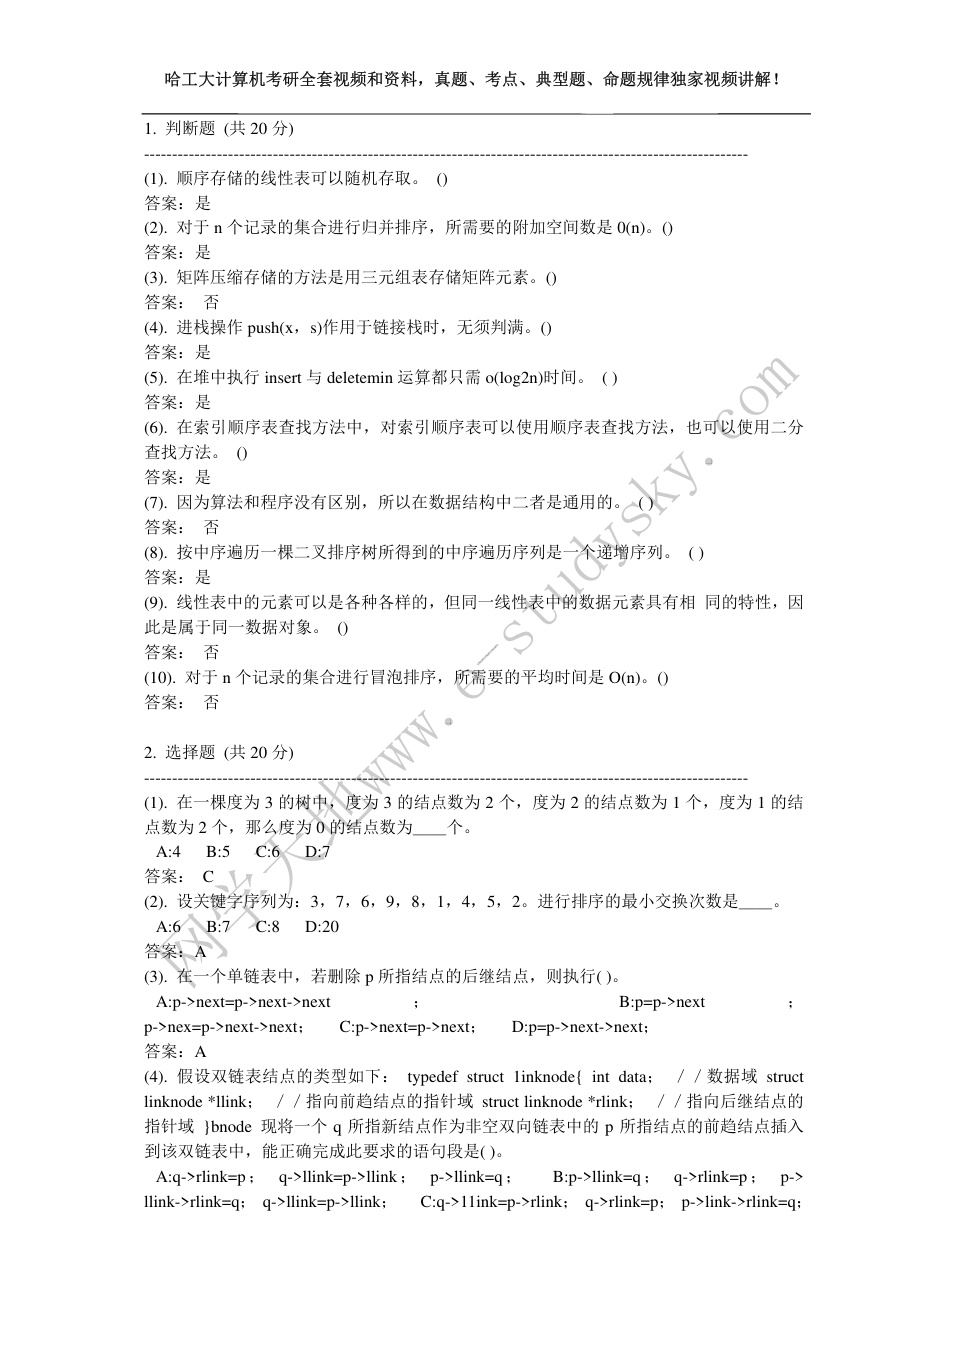 哈工大计算机考研全套视频和资料，真题、考点、典型题、命题规律独家视频讲解！
1. 判断题 (共 20 分)
------------------------------------------------------------------------------------------------------------
(1). 顺序存储的线性表可以随机存取。 ()
答案：是
(2). 对于 n 个记录的集合进行归并排序，所需要的附加空间数是 0(n)。()
答案：是
(3). 矩阵压缩存储的方法是用三元组表存储矩阵元素。()
答案： 否
(4). 进栈操作 push(x，s)作用于链接栈时，无须判满。()
答案：是
(5). 在堆中执行 insert 与 deletemin 运算都只需 o(log2n)时间。 ( )
答案：是
(6). 在索引顺序表查找方法中，对索引顺序表可以使用顺序表查找方法，也可以使用二分
查找方法。 ()
答案：是
(7). 因为算法和程序没有区别，所以在数据结构中二者是通用的。 ( )
答案： 否
(8). 按中序遍历一棵二叉排序树所得到的中序遍历序列是一个递增序列。 ( )
答案：是
(9). 线性表中的元素可以是各种各样的，但同一线性表中的数据元素具有相 同的特性，因
此是属于同一数据对象。 ()
答案： 否
(10). 对于 n 个记录的集合进行冒泡排序，所需要的平均时间是 O(n)。()
答案： 否
2. 选择题 (共 20 分)
------------------------------------------------------------------------------------------------------------
(1). 在一棵度为 3 的树中，度为 3 的结点数为 2 个，度为 2 的结点数为 1 个，度为 1 的结
点数为 2 个，那么度为 0 的结点数为____个。
A:4 B:5 C:6 D:7
答案： C
(2). 设关键字序列为：3，7，6，9，8，1，4，5，2。进行排序的最小交换次数是____。
A:6 B:7 C:8 D:20
答案：A
(3). 在一个单链表中，若删除 p 所指结点的后继结点，则执行( )。
A:p->next=p->next->next ； B:p=p->next ；
p->nex=p->next->next； C:p->next=p->next； D:p=p->next->next；
答案：A
(4). 假设双链表结点的类型如下： typedef struct 1inknode{ int data； ／／数据域 struct
linknode *llink； ／／指向前趋结点的指针域 struct linknode *rlink； ／／指向后继结点的
指针域 }bnode 现将一个 q 所指新结点作为非空双向链表中的 p 所指结点的前趋结点插入
到该双链表中，能正确完成此要求的语句段是( )。
A:q->rlink=p； q->llink=p->llink； p->llink=q； B:p->llink=q； q->rlink=p； p->
llink->rlink=q； q->llink=p->llink； C:q->11ink=p->rlink； q->rlink=p； p->link->rlink=q；
网学天地www.e-studysky.com